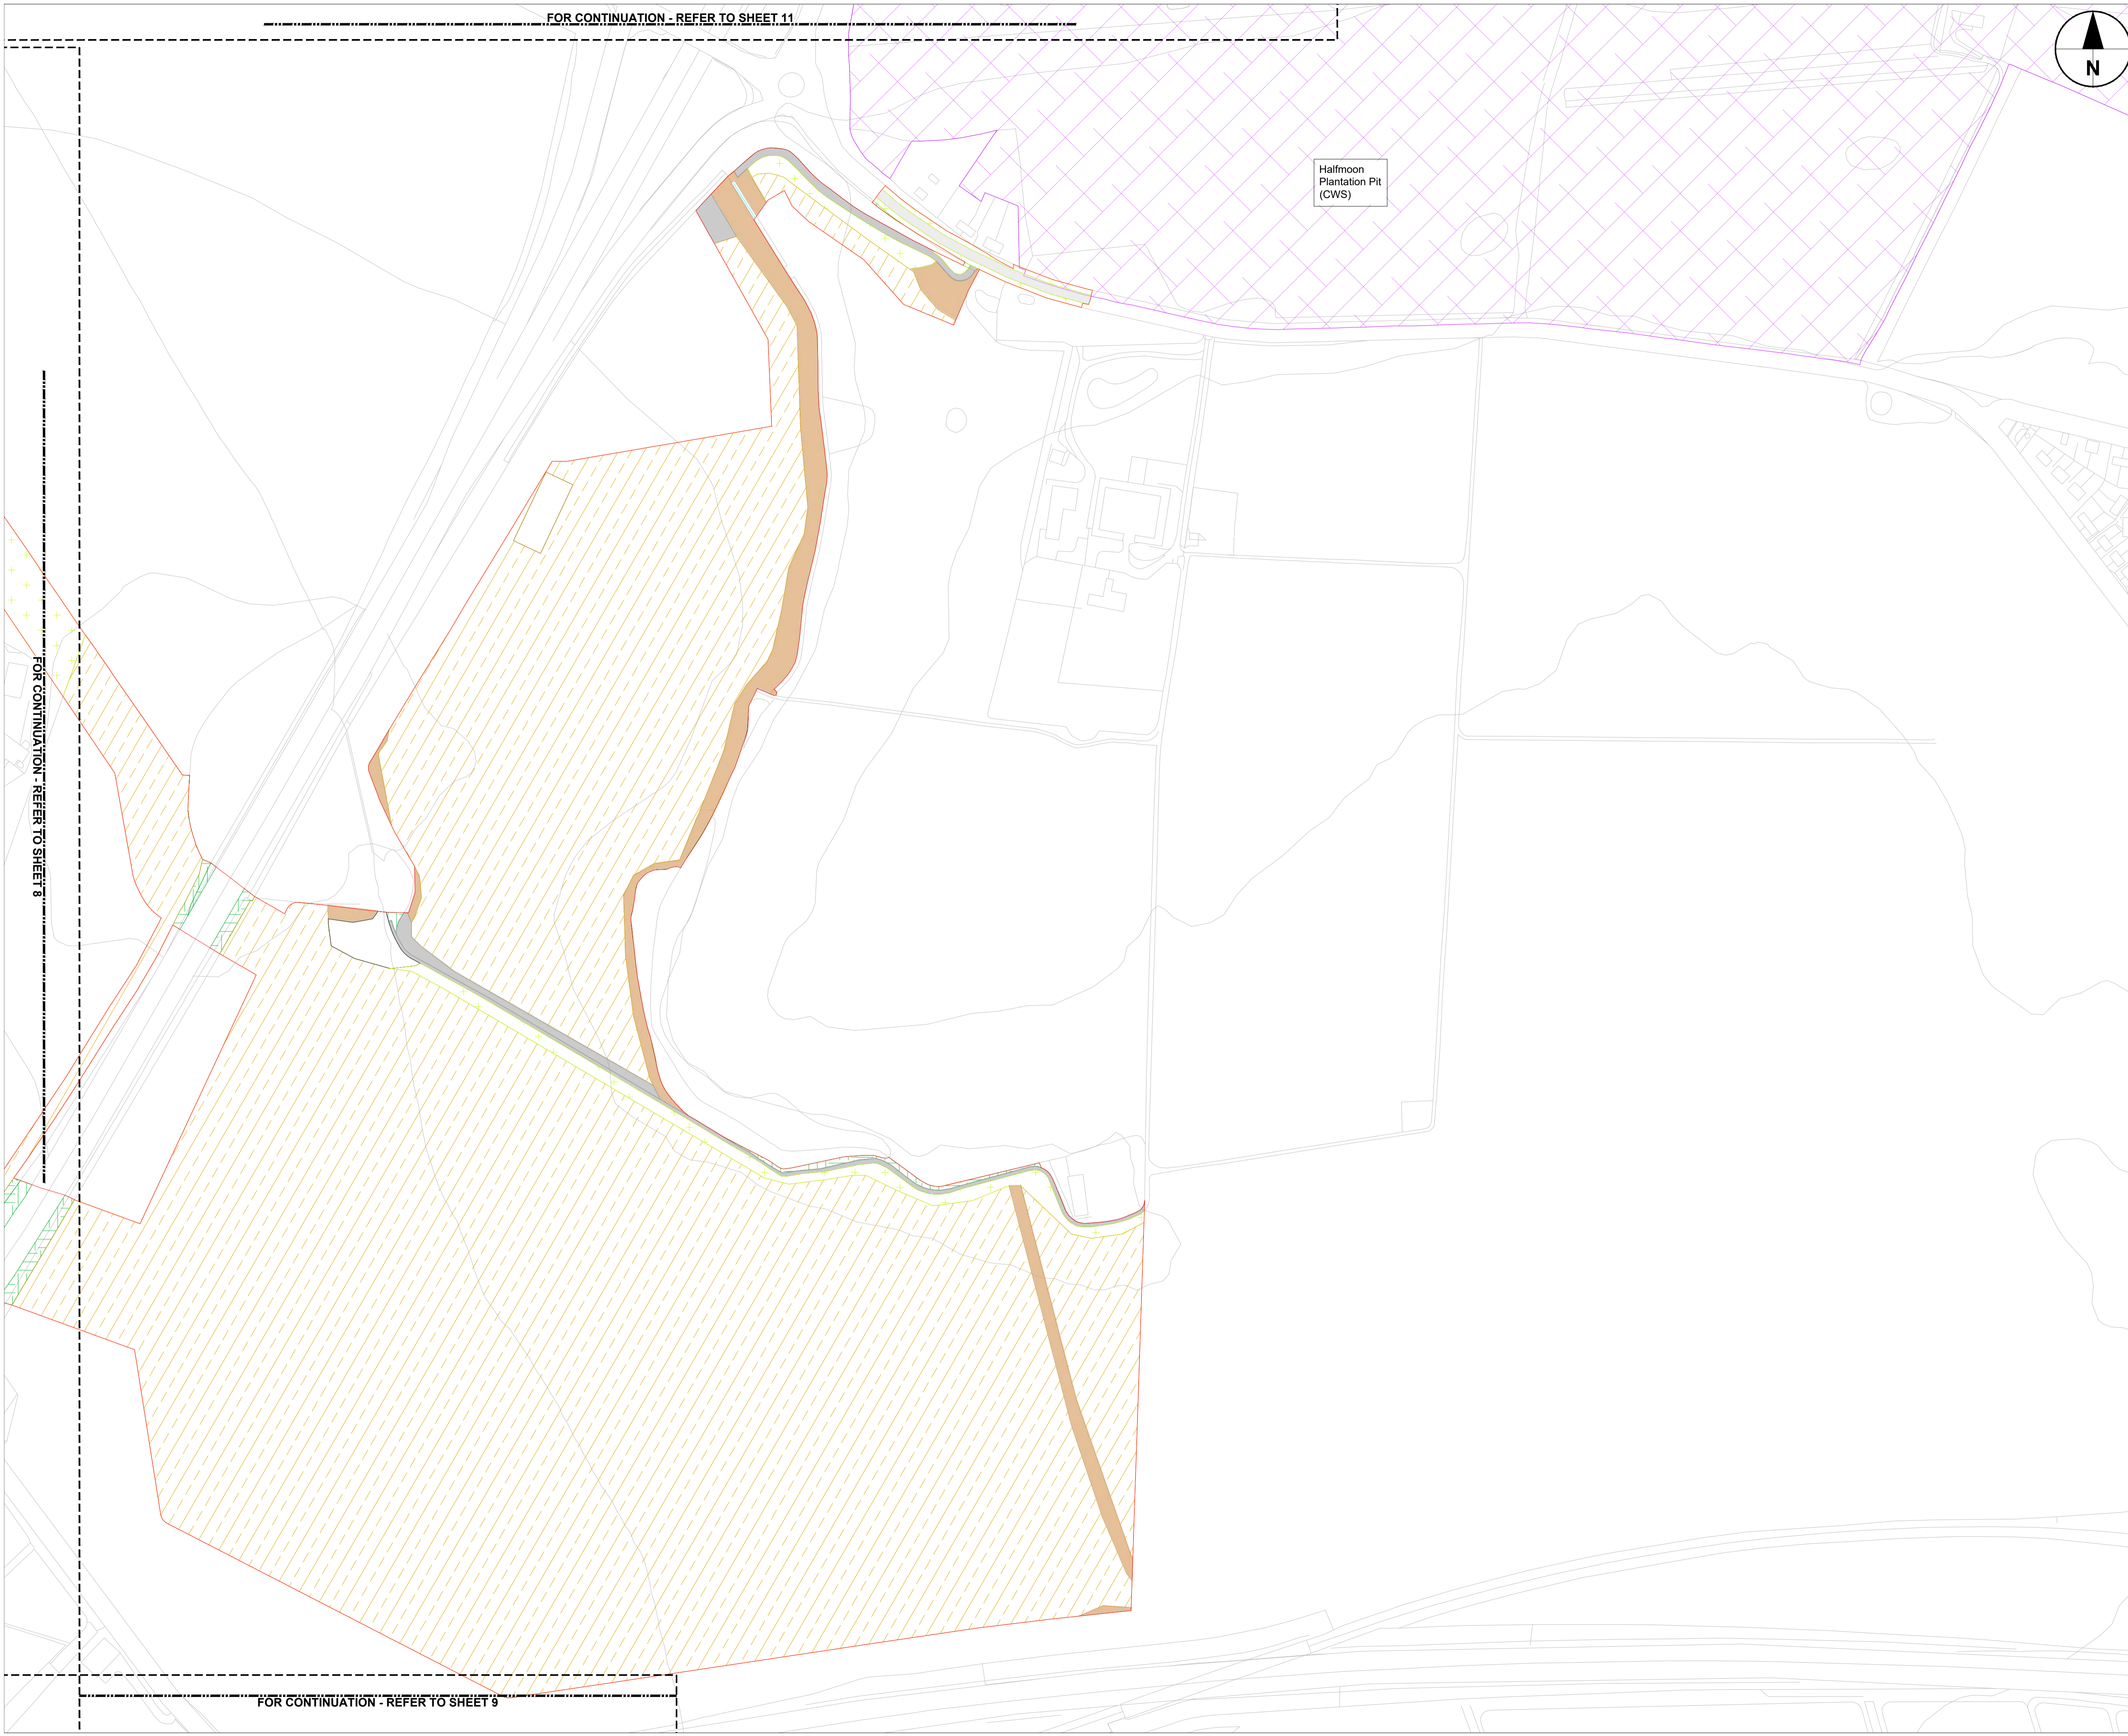 FOR CONTINUATION - REFER TO SHEET 11
N
Halfmoon
Plantation Pit
(CWS)
FOR CONTINUATION - REFER TO SHEET 8
FOR CONTINUATION - REFER TO SHEET 9